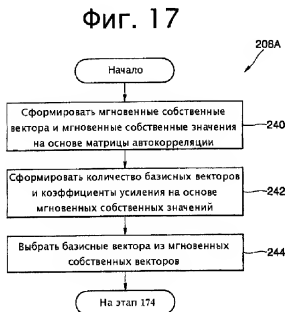 Фиг. 17
206A
Начало
Сформировать мгновенные собственные
вектора и мгновенные собственные значения
на основе матрицы автокорреляции
240
Сформировать количество базисных векторов
и коэффициенты усиления на основе
мгновенных собственных значений
242
Выбрать базисные вектора из мгновенных
собственных векторов
244
На этап 174